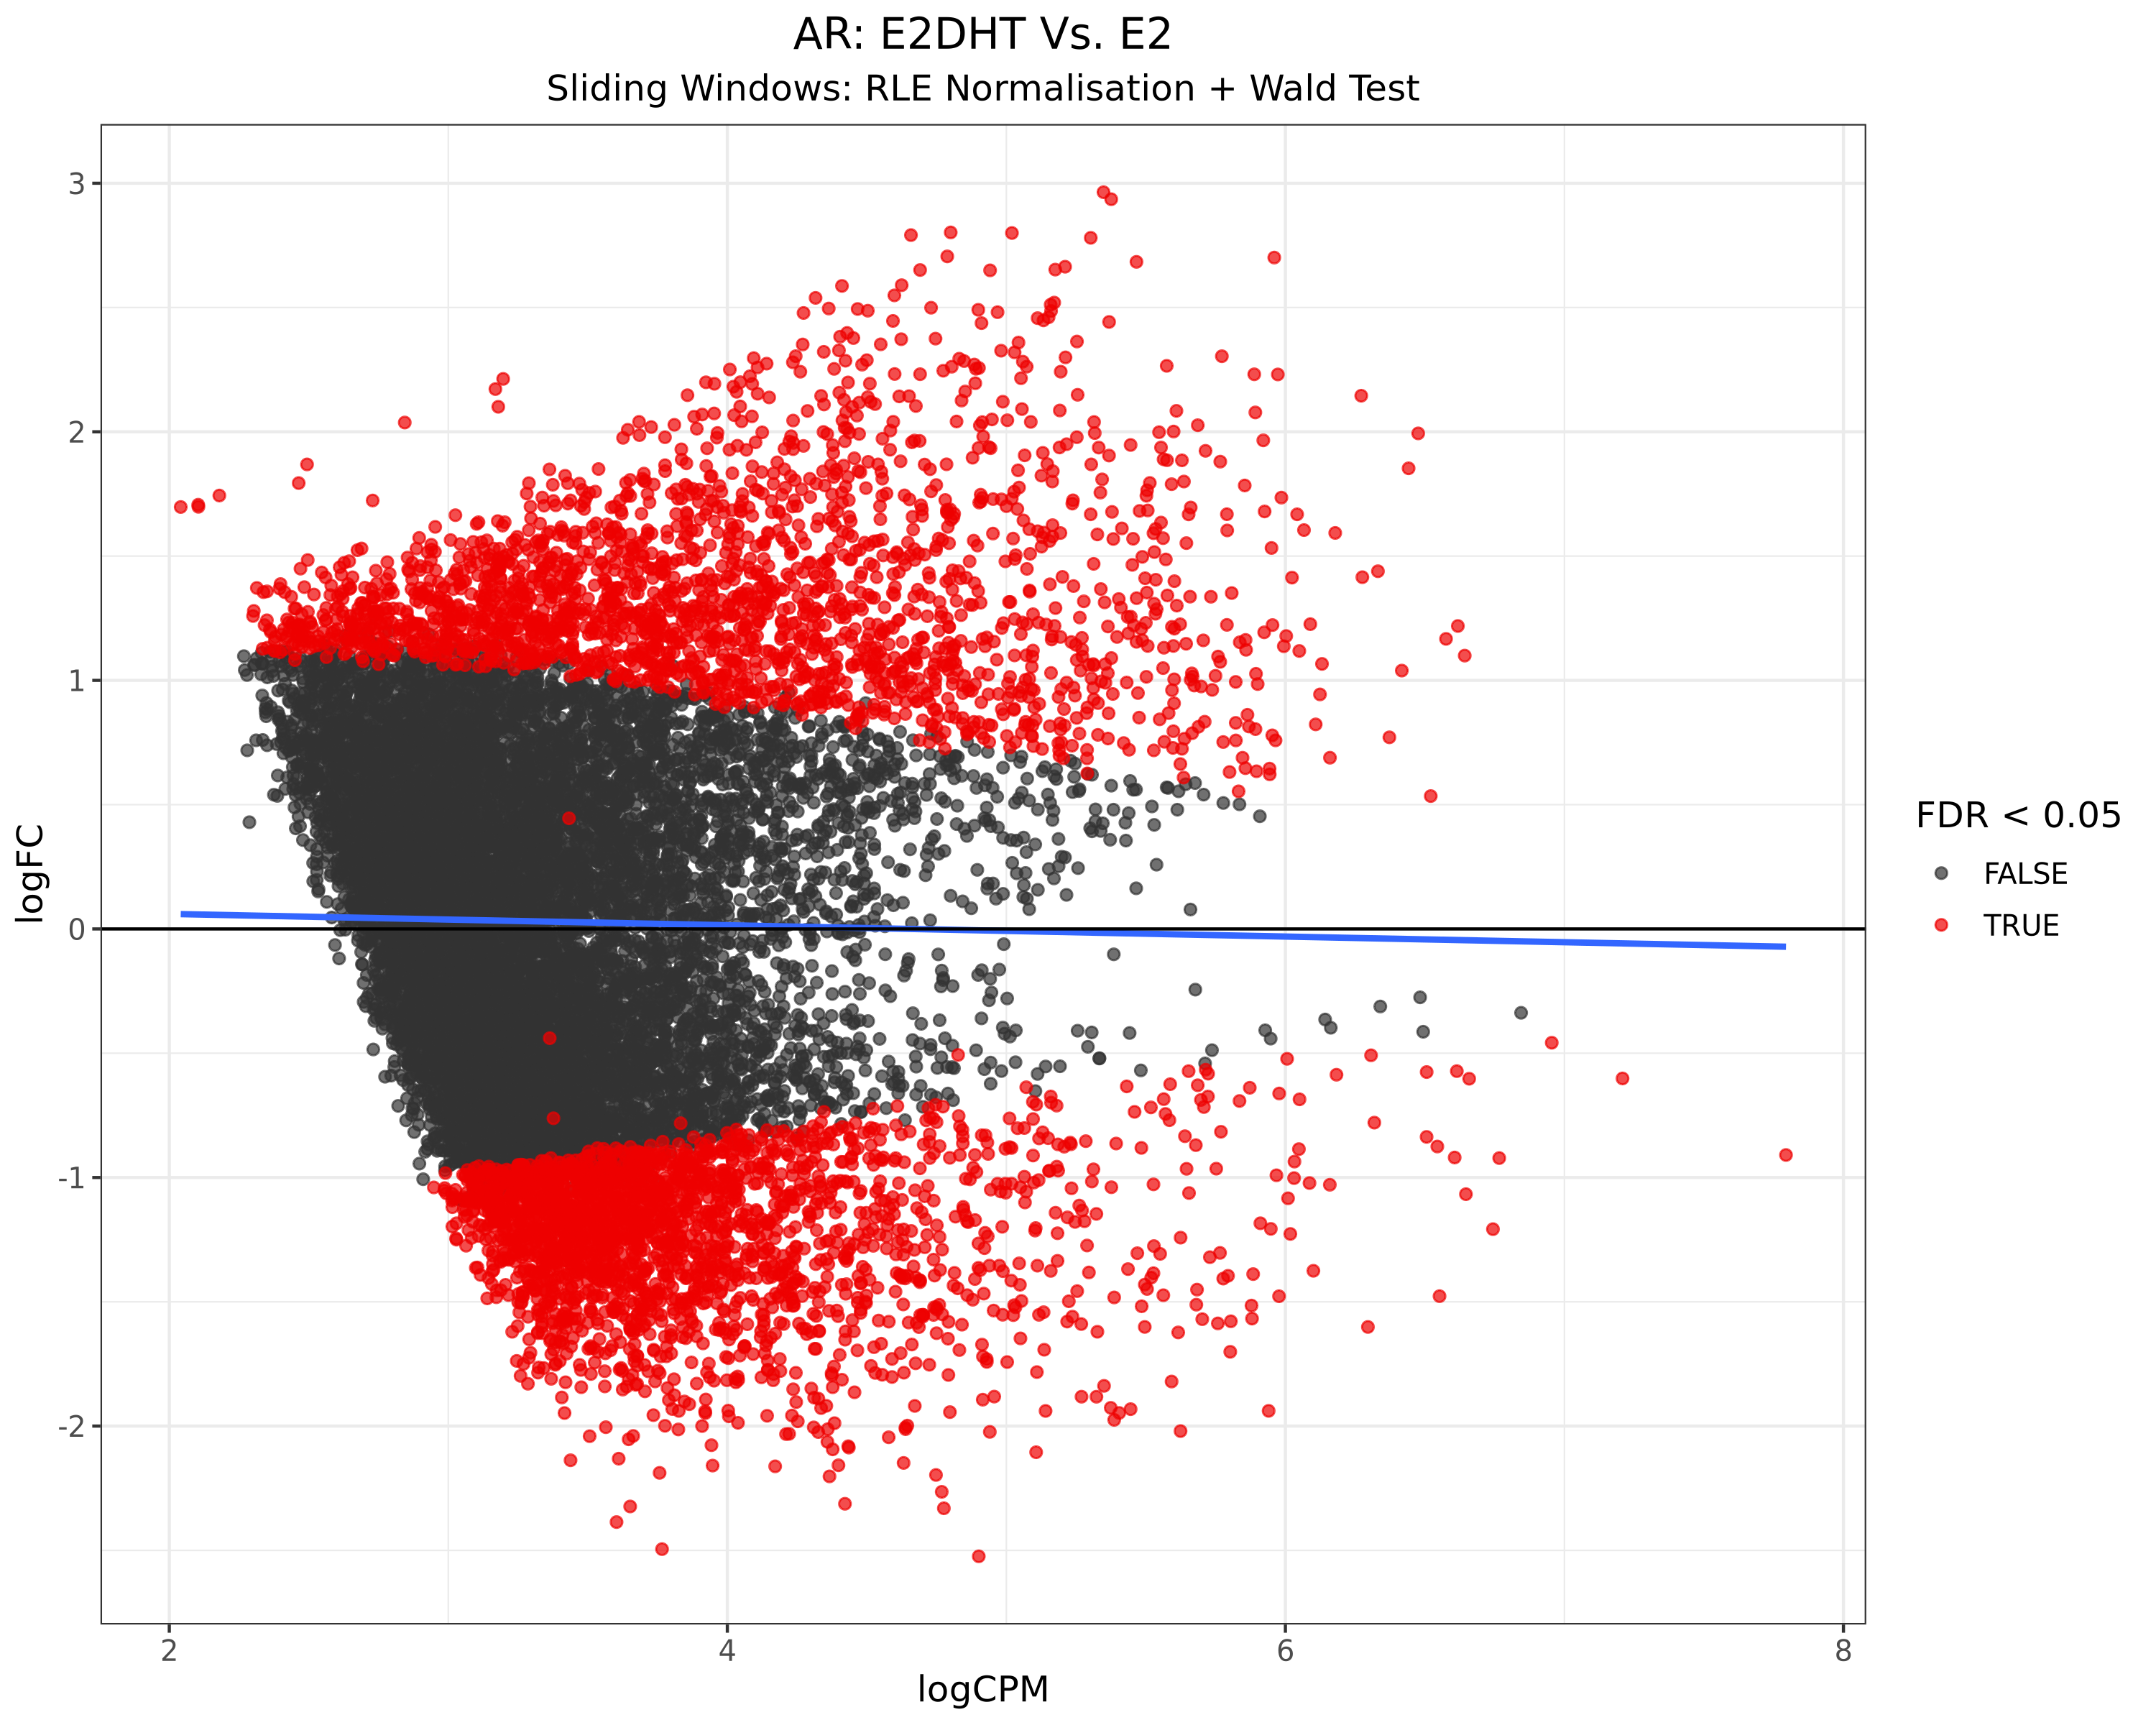 AR: E2DHT Vs. E2
Sliding Windows: RLE Normalisation + Wald Test
logFC
3
2
1
0
-1
-2
2
4
6
8
logCPM
FDR < 0.05
FALSE
TRUE